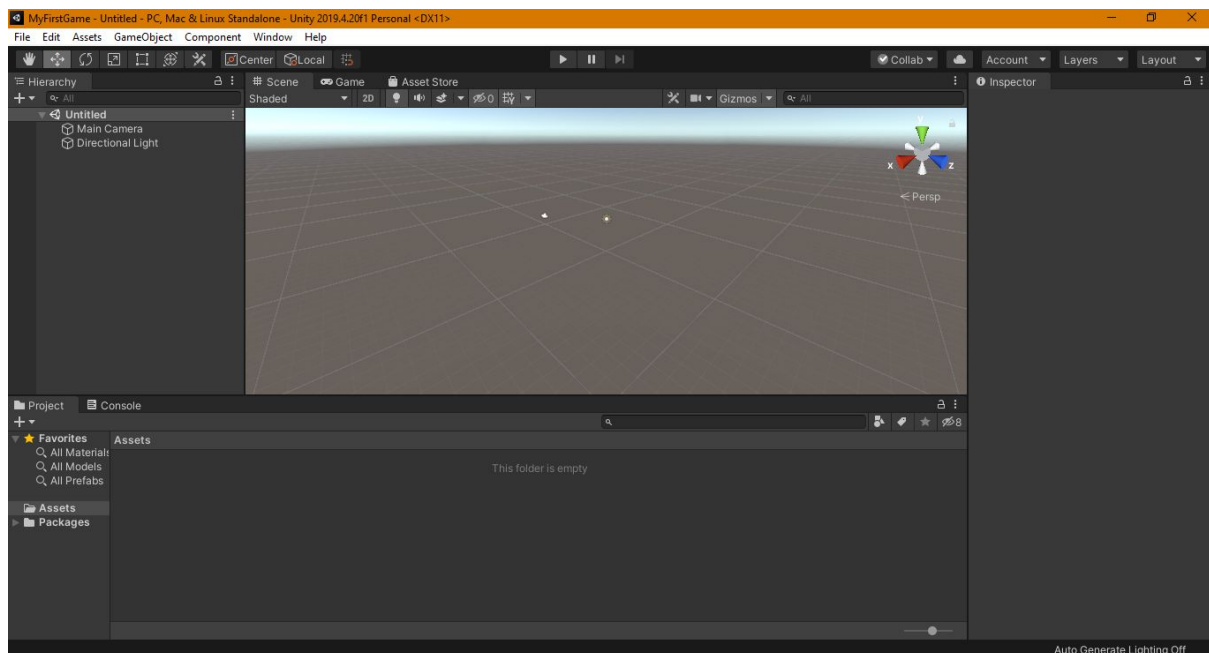 MyFirstGame - Untitled - PC, Mac & Linux Standalone - Unity 2019.4.20f1 Personal <DX11>
File Edit Assets GameObject Component Window Help
Center Local Collab Account Layers Layout
Hierarchy
All
Untitled
Main Camera
Directional Light
Scene Game Asset Store
Shaded 2D 0 Gizmos All
y
x z
Persp
Inspector
Project Console
8
Favorites
All Materials
All Models
All Prefabs
Assets
Packages
Assets
This folder is empty
Auto Generate Lighting Off